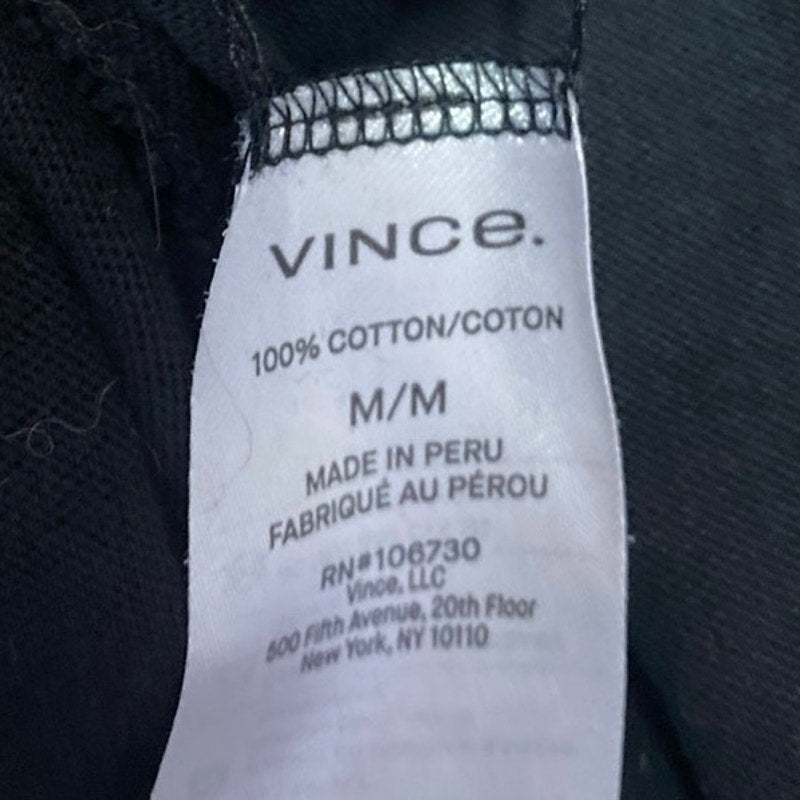 VINCe.
100% COTTON/COTON
M/M
MADE IN PERU
FABRIQUÉ AU PÉROU
RN#106730
Vince, LLC
500 Fifth Avenue, 20th Floor
New York, NY 10110